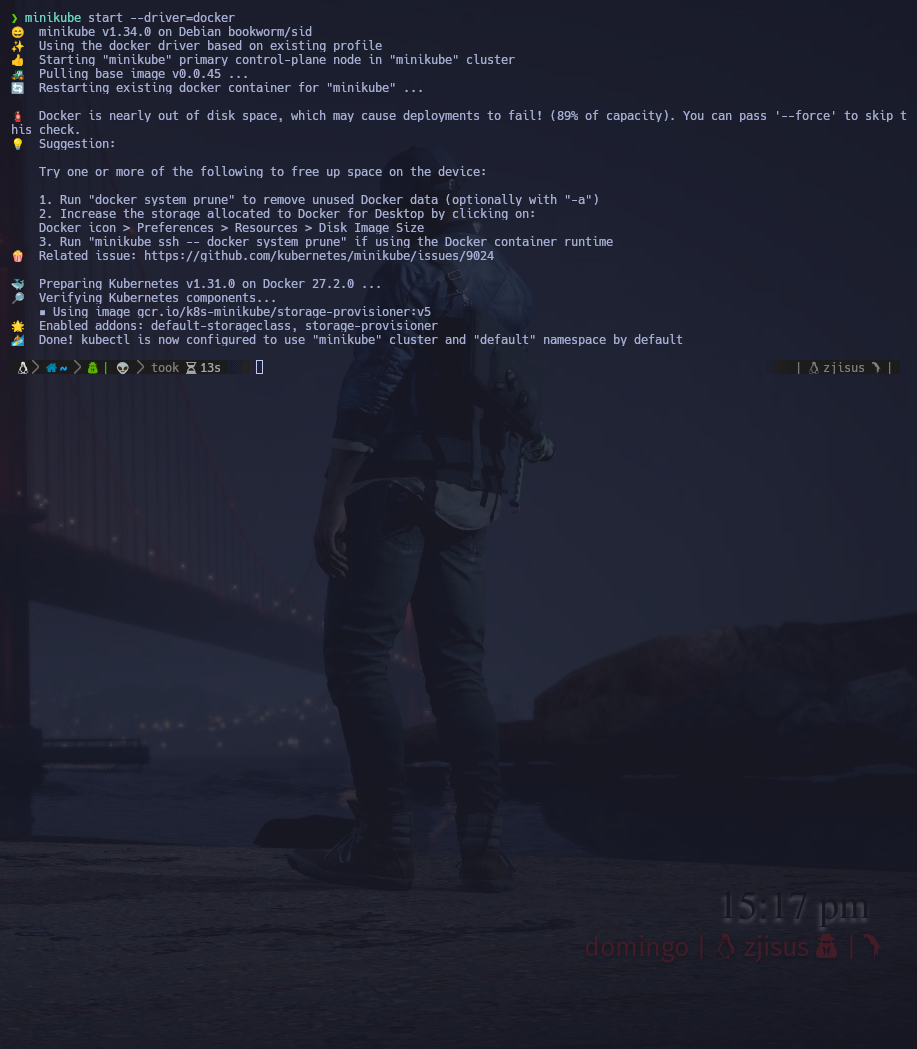 ❯ minikube start --driver=docker
😄 minikube v1.34.0 on Debian bookworm/sid
✨ Using the docker driver based on existing profile
👍 Starting "minikube" primary control-plane node in "minikube" cluster
🚜 Pulling base image v0.0.45 ...
🔄 Restarting existing docker container for "minikube" ...
🧯 Docker is nearly out of disk space, which may cause deployments to fail! (89% of capacity). You can pass '--force' to skip t
his check.
💡 Suggestion:
Try one or more of the following to free up space on the device:
1. Run "docker system prune" to remove unused Docker data (optionally with "-a")
2. Increase the storage allocated to Docker for Desktop by clicking on:
Docker icon > Preferences > Resources > Disk Image Size
3. Run "minikube ssh -- docker system prune" if using the Docker container runtime
🍿 Related issue: https://github.com/kubernetes/minikube/issues/9024
🐳 Preparing Kubernetes v1.31.0 on Docker 27.2.0 ...
🔎 Verifying Kubernetes components...
▪ Using image gcr.io/k8s-minikube/storage-provisioner:v5
🌟 Enabled addons: default-storageclass, storage-provisioner
🏄 Done! kubectl is now configured to use "minikube" cluster and "default" namespace by default
~ | 👽 took 13s | zjisus |
15:17 pm
domingo | zjisus |